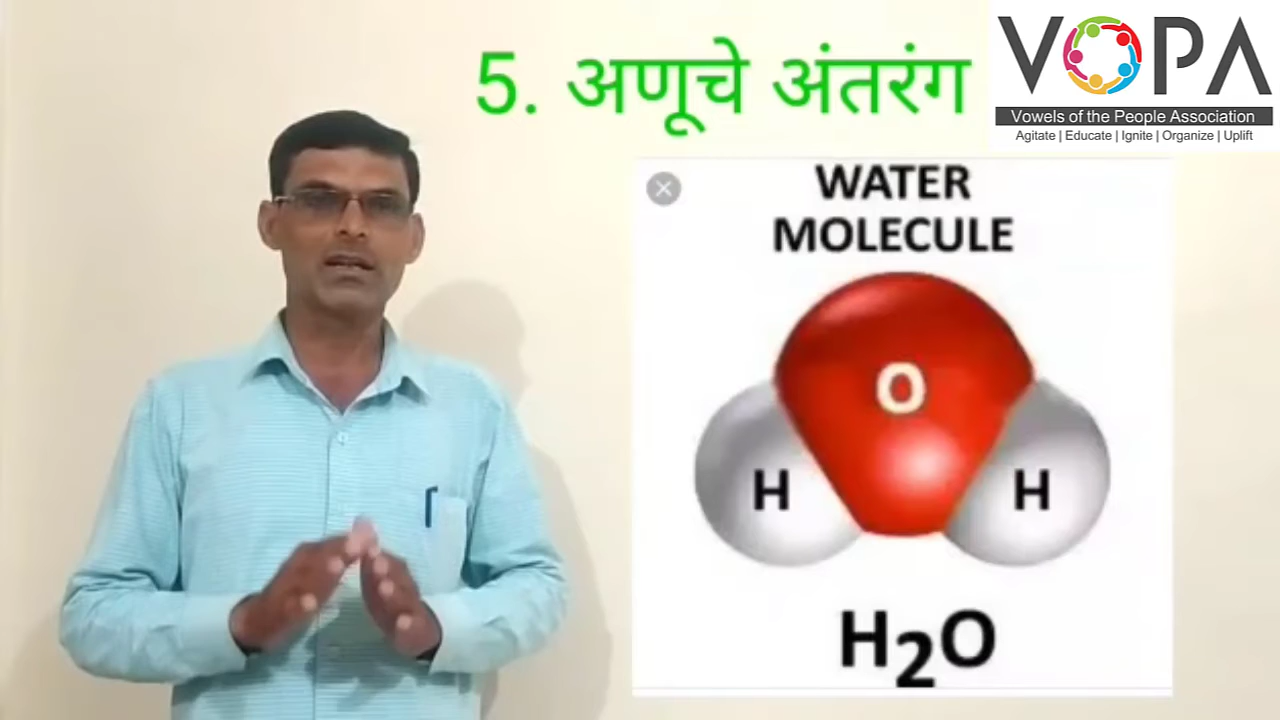 5. अणूचे अंतरंग
VOPA
Vowels of the People Association
Agitate | Educate | Ignite | Organize | Uplift
WATER
MOLECULE
O
H H
H2O